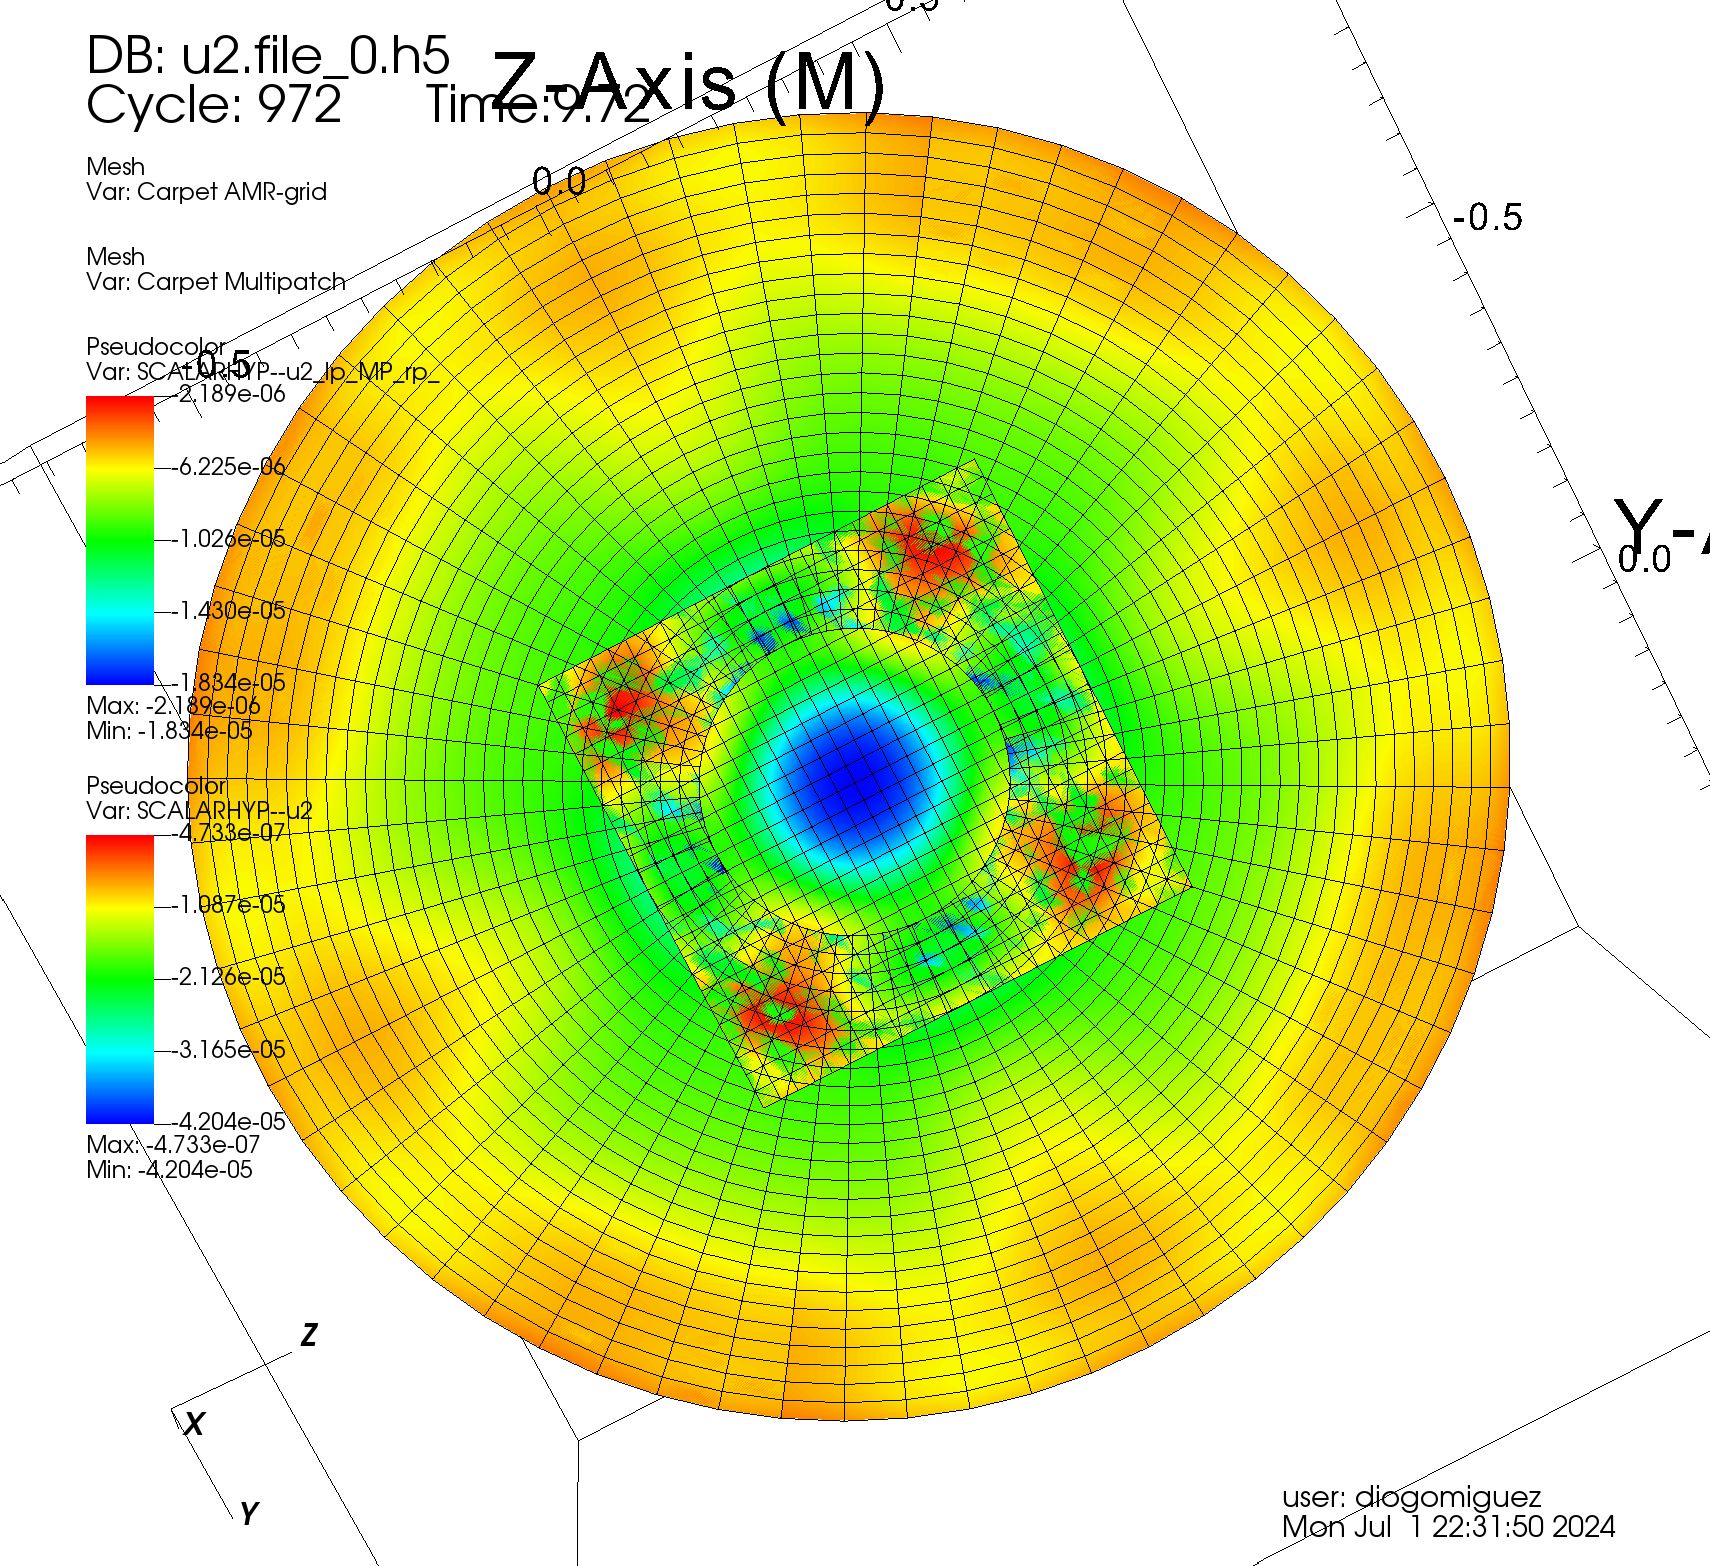 0.5
DB: u2.file_0.h5
Z-Axis (M)
Cycle: 972 Time:9.72
Mesh
Var: Carpet AMR-grid
0.0
-0.5
Mesh
Var: Carpet Multipatch
Pseudocolor
-0.5
Var: SCALARHYP--u2_lp_MP_rp_
-2.189e-06
-6.225e-06
-1.026e-05
-1.430e-05
-1.834e-05
Max: -2.189e-06
Min: -1.834e-05
Y-A
0.0
Pseudocolor
Var: SCALARHYP--u2
-4.733e-07
-1.087e-05
-2.126e-05
-3.165e-05
-4.204e-05
Max: -4.733e-07
Min: -4.204e-05
Z
X
Y
user: diogomiguez
Mon Jul 1 22:31:50 2024